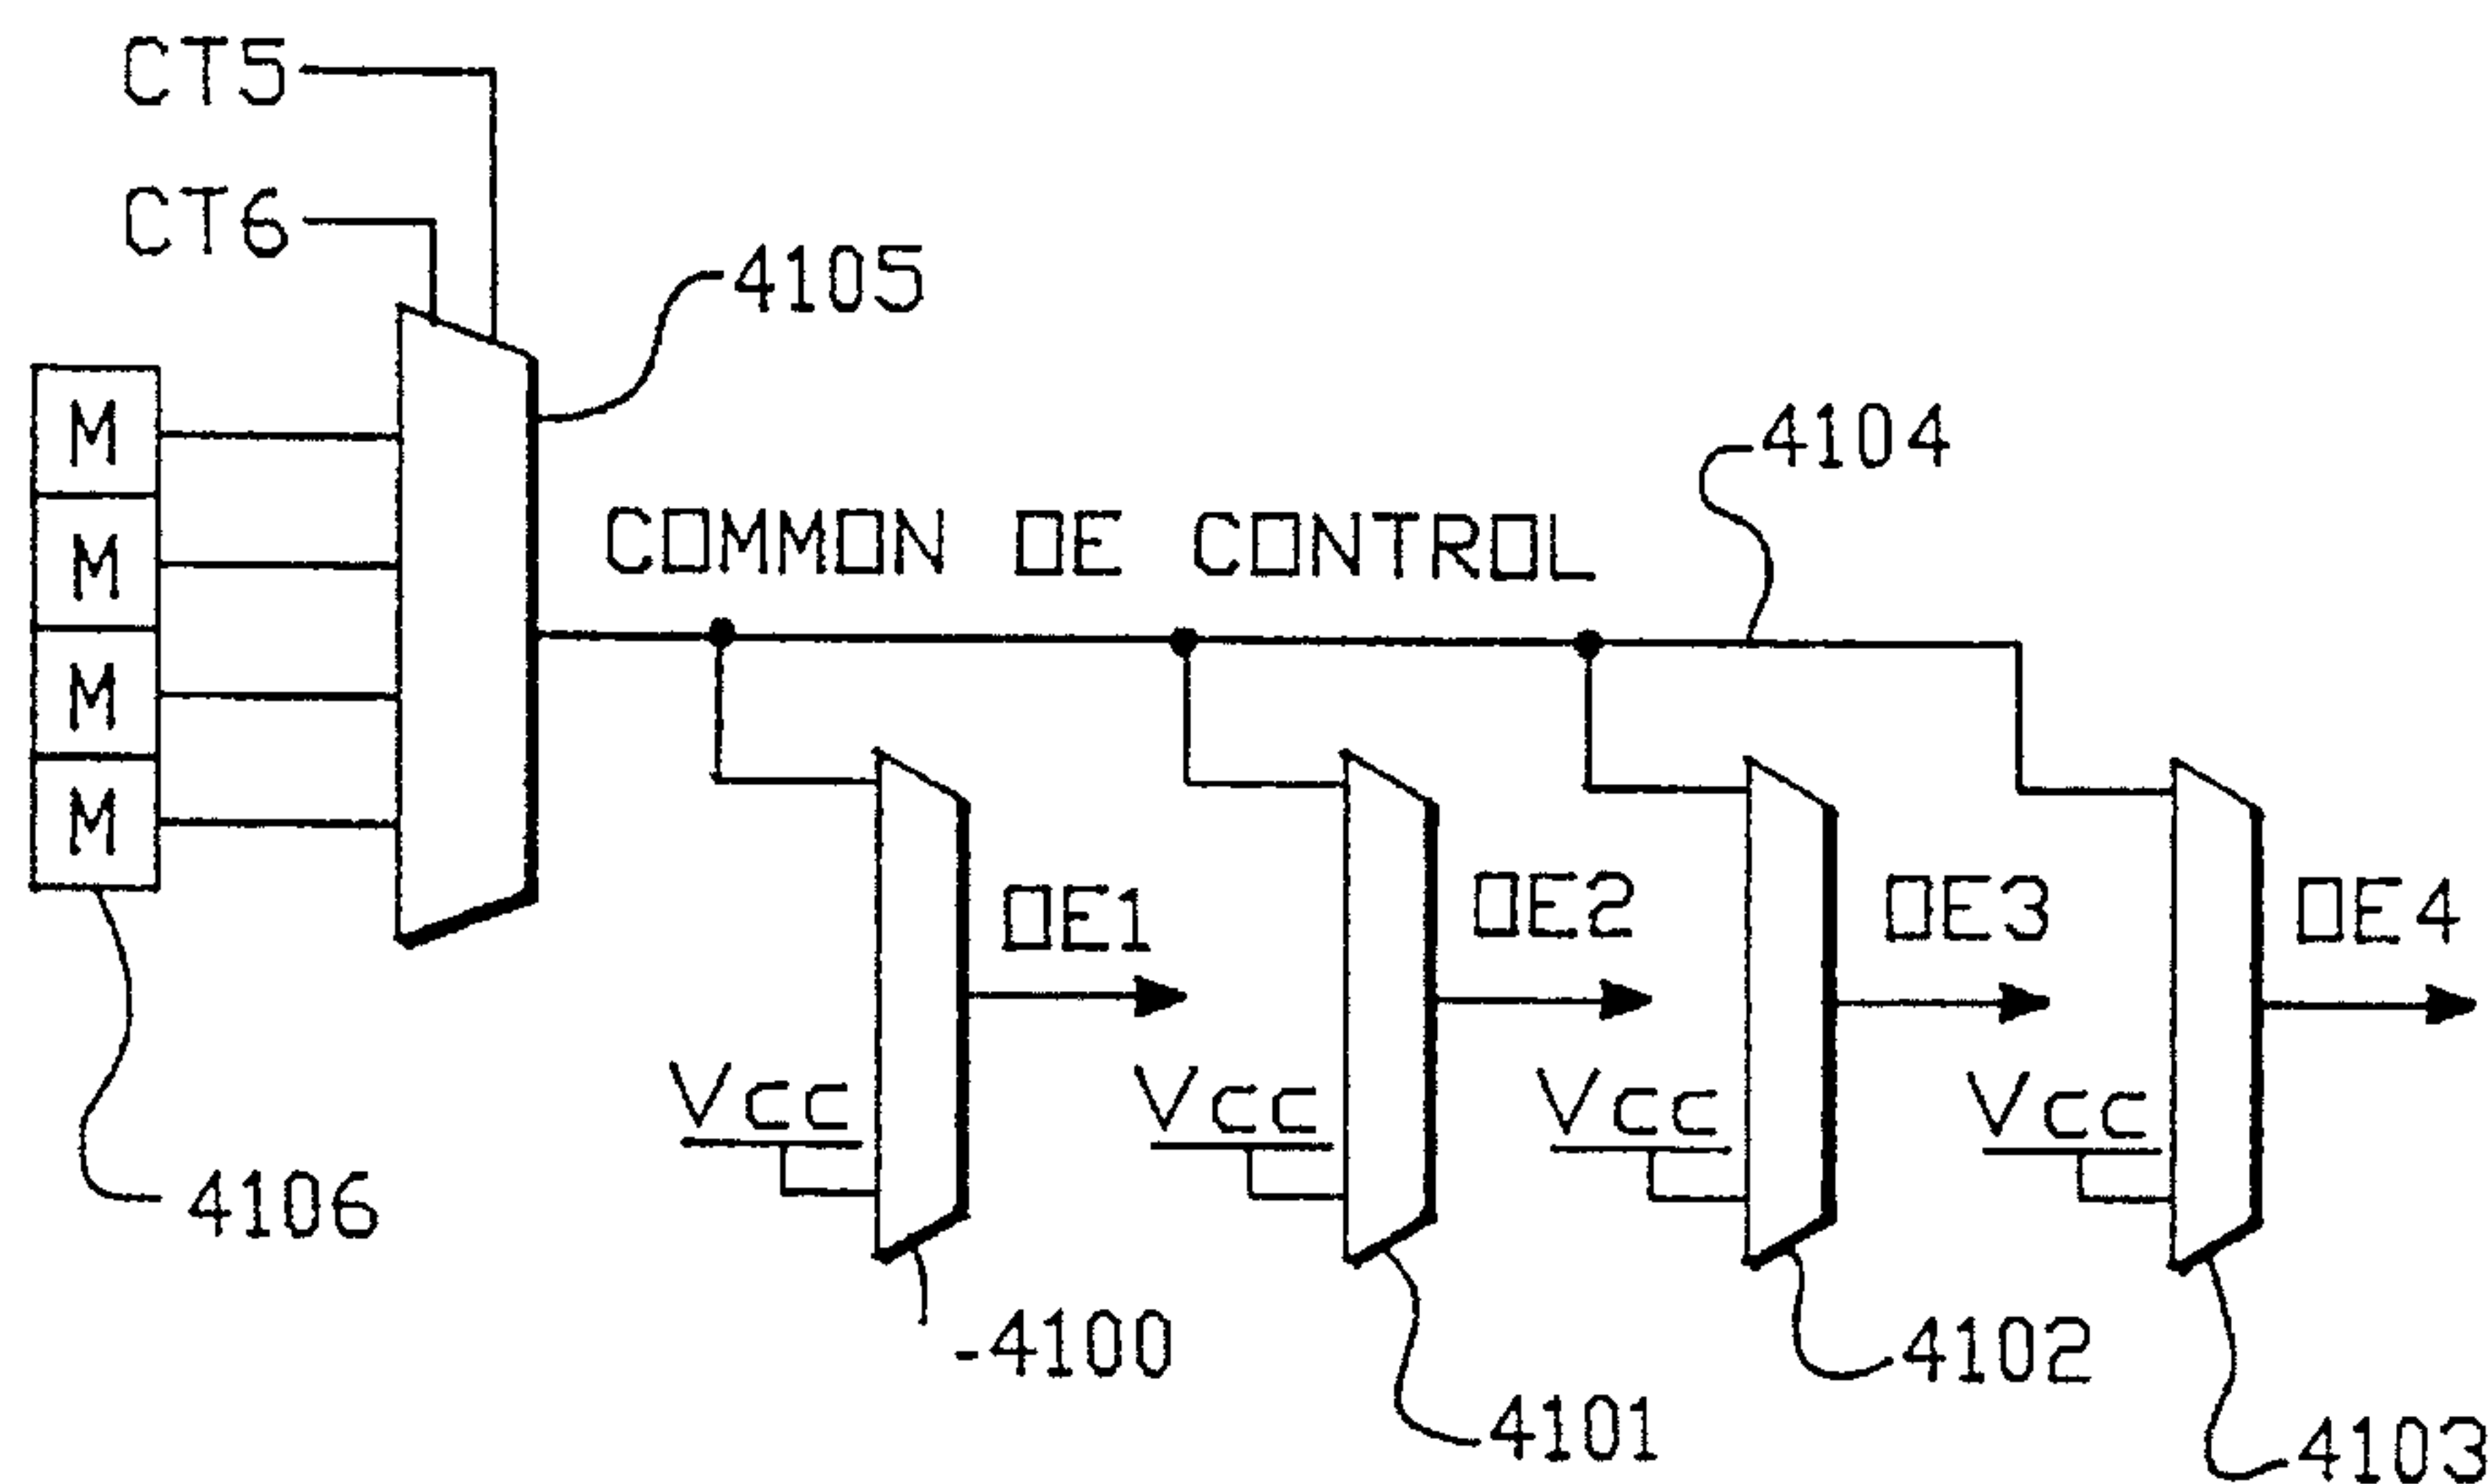 CT5
CT6
4105
M
M
M
M
4104
COMMON OE CONTROL
OE1
OE2
OE3
OE4
Vcc
Vcc
Vcc
Vcc
4106
-4100
4101
4102
4103